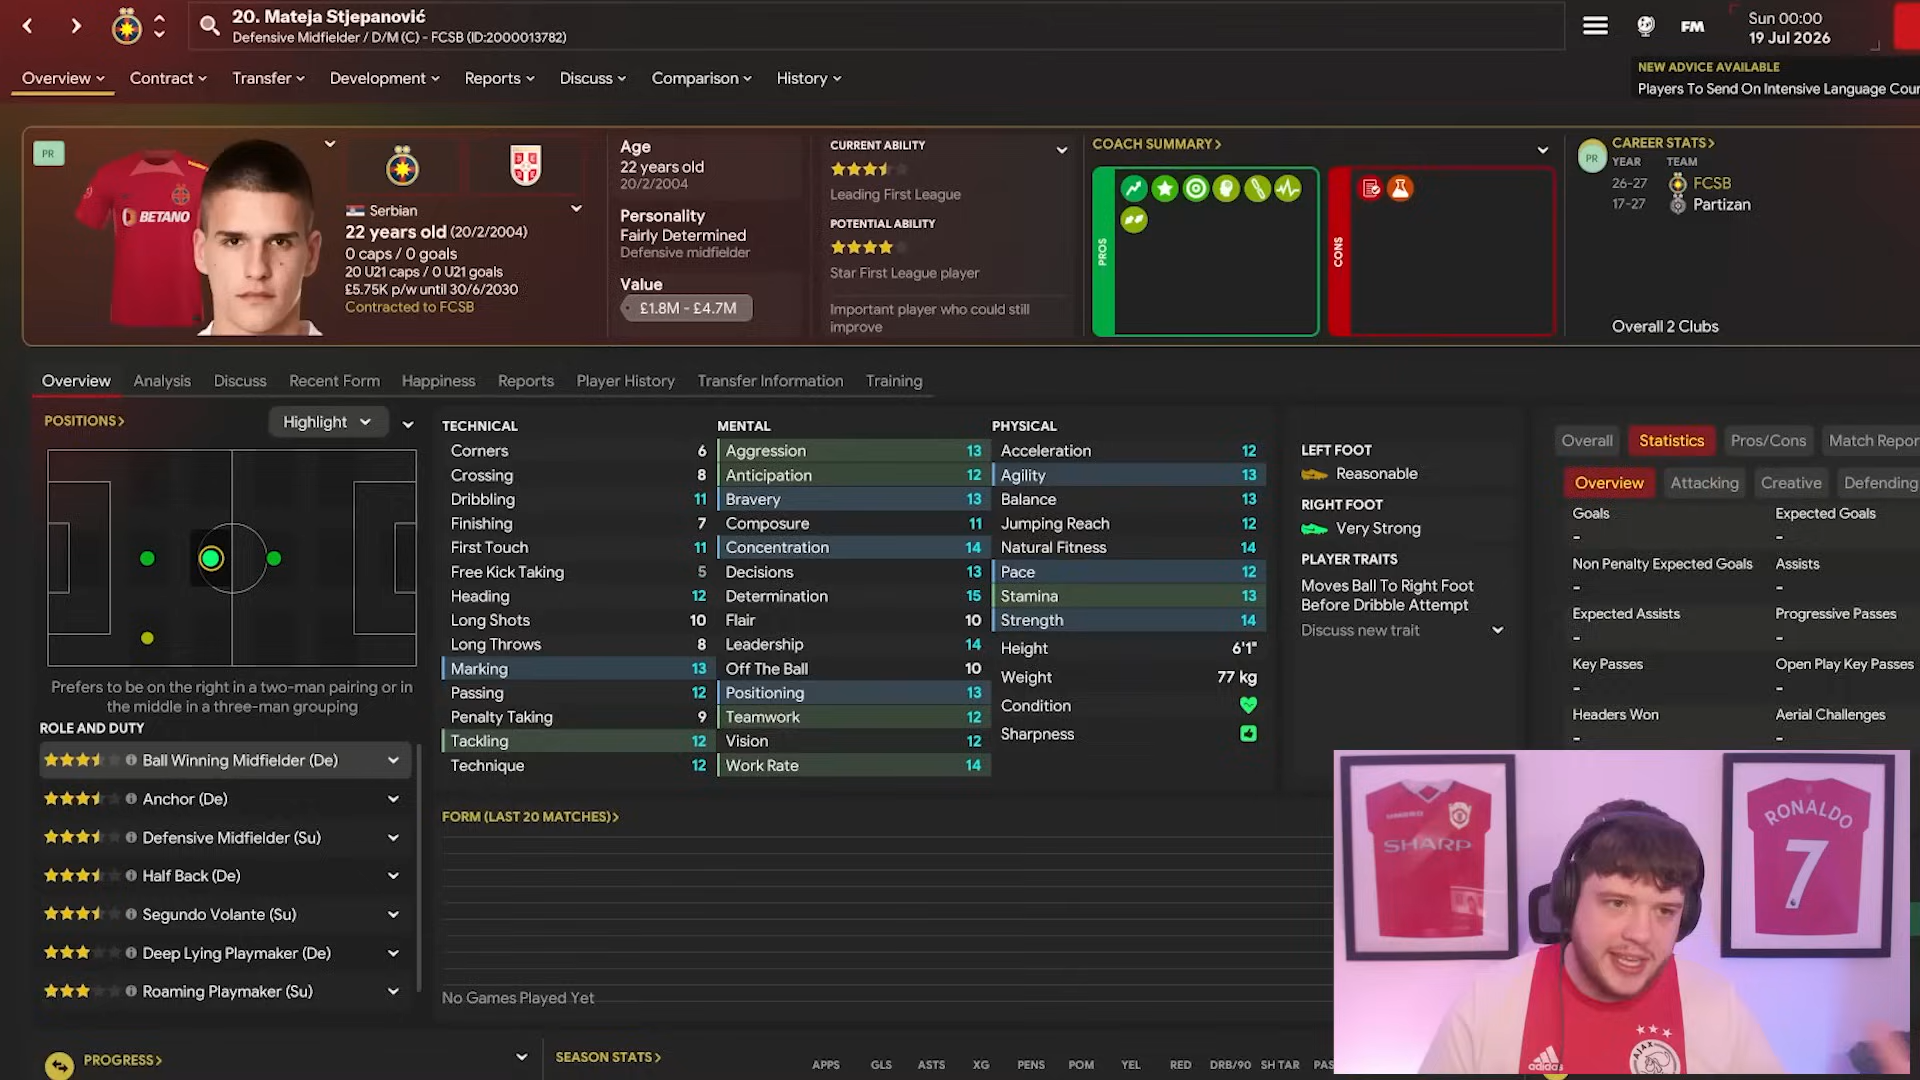 20. Mateja Stjepanović
Defensive Midfielder / D/M (C) - FCSB (ID:2000013782)
FM
Sun 00:00
19 Jul 2026
Overview
Contract
Transfer
Development
Reports
Discuss
Comparison
History
NEW ADVICE AVAILABLE
Players To Send On Intensive Language Cour
PR
BETANO
Serbian
22 years old (20/2/2004)
0 caps / 0 goals
20 U21 caps / 0 U21 goals
£5.75K p/w until 30/6/2030
Contracted to FCSB
Age
22 years old
20/2/2004
Personality
Fairly Determined
Defensive midfielder
Value
£1.8M - £4.7M
CURRENT ABILITY
Leading First League
POTENTIAL ABILITY
Star First League player
Important player who could still
improve
COACH SUMMARY>
PROS
CONS
PR
CAREER STATS>
YEAR TEAM
26-27 FCSB
17-27 Partizan
Overall 2 Clubs
Overview
Analysis
Discuss
Recent Form
Happiness
Reports
Player History
Transfer Information
Training
POSITIONS>
Highlight
Prefers to be on the right in a two-man pairing or in
the middle in a three-man grouping
ROLE AND DUTY
Ball Winning Midfielder (De)
Anchor (De)
Defensive Midfielder (Su)
Half Back (De)
Segundo Volante (Su)
Deep Lying Playmaker (De)
Roaming Playmaker (Su)
TECHNICAL
Corners 6
Crossing 8
Dribbling 11
Finishing 7
First Touch 11
Free Kick Taking 5
Heading 12
Long Shots 10
Long Throws 8
Marking 13
Passing 12
Penalty Taking 9
Tackling 12
Technique 12
MENTAL
Aggression 13
Anticipation 12
Bravery 13
Composure 11
Concentration 14
Decisions 13
Determination 15
Flair 10
Leadership 14
Off The Ball 10
Positioning 13
Teamwork 12
Vision 12
Work Rate 14
PHYSICAL
Acceleration 12
Agility 13
Balance 13
Jumping Reach 12
Natural Fitness 14
Pace 12
Stamina 13
Strength 14
Height 6'1"
Weight 77 kg
Condition
Sharpness
LEFT FOOT
Reasonable
RIGHT FOOT
Very Strong
PLAYER TRAITS
Moves Ball To Right Foot
Before Dribble Attempt
Discuss new trait
Overall
Statistics
Pros/Cons
Match Repor
Overview
Attacking
Creative
Defending
Goals Expected Goals
- -
Non Penalty Expected Goals Assists
- -
Expected Assists Progressive Passes
- -
Key Passes Open Play Key Passes
- -
Headers Won Aerial Challenges
- -
FORM (LAST 20 MATCHES)>
No Games Played Yet
PROGRESS>
SEASON STATS>
APPS GLS ASTS XG PENS POM YEL RED DRB/90 SH TAR PAS
SHARP
RONALDO
7
adidas
AJAX